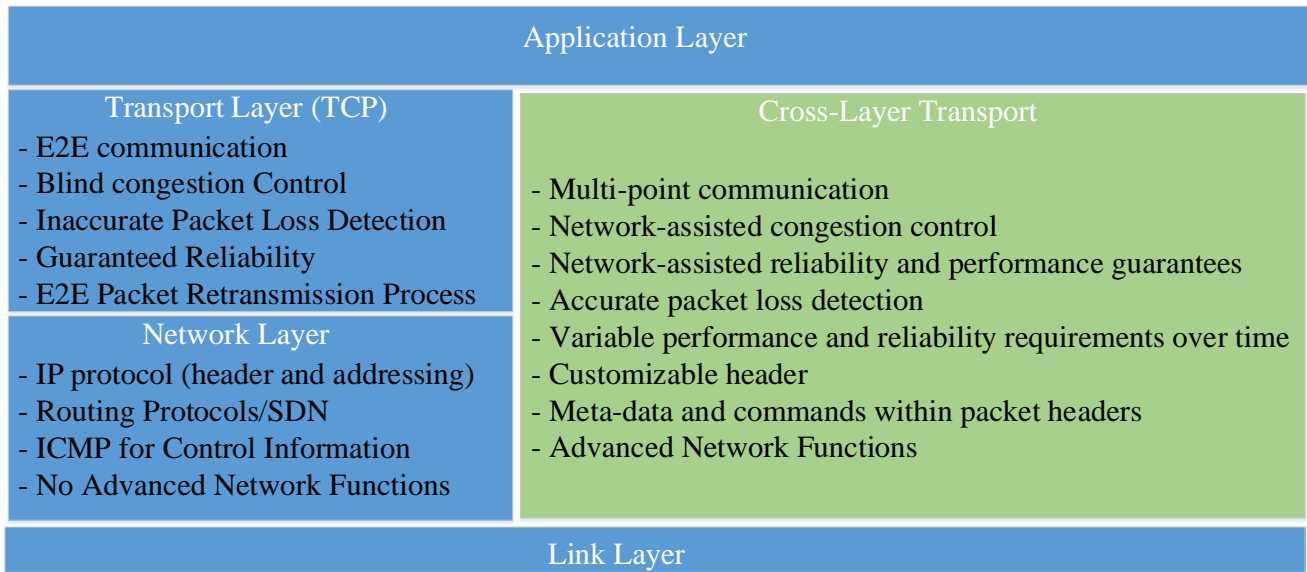 Application Layer
Transport Layer (TCP)
- E2E communication
- Blind congestion Control
- Inaccurate Packet Loss Detection
- Guaranteed Reliability
- E2E Packet Retransmission Process
Network Layer
- IP protocol (header and addressing)
- Routing Protocols/SDN
- ICMP for Control Information
- No Advanced Network Functions
Cross-Layer Transport
- Multi-point communication
- Network-assisted congestion control
- Network-assisted reliability and performance guarantees
- Accurate packet loss detection
- Variable performance and reliability requirements over time
- Customizable header
- Meta-data and commands within packet headers
- Advanced Network Functions
Link Layer